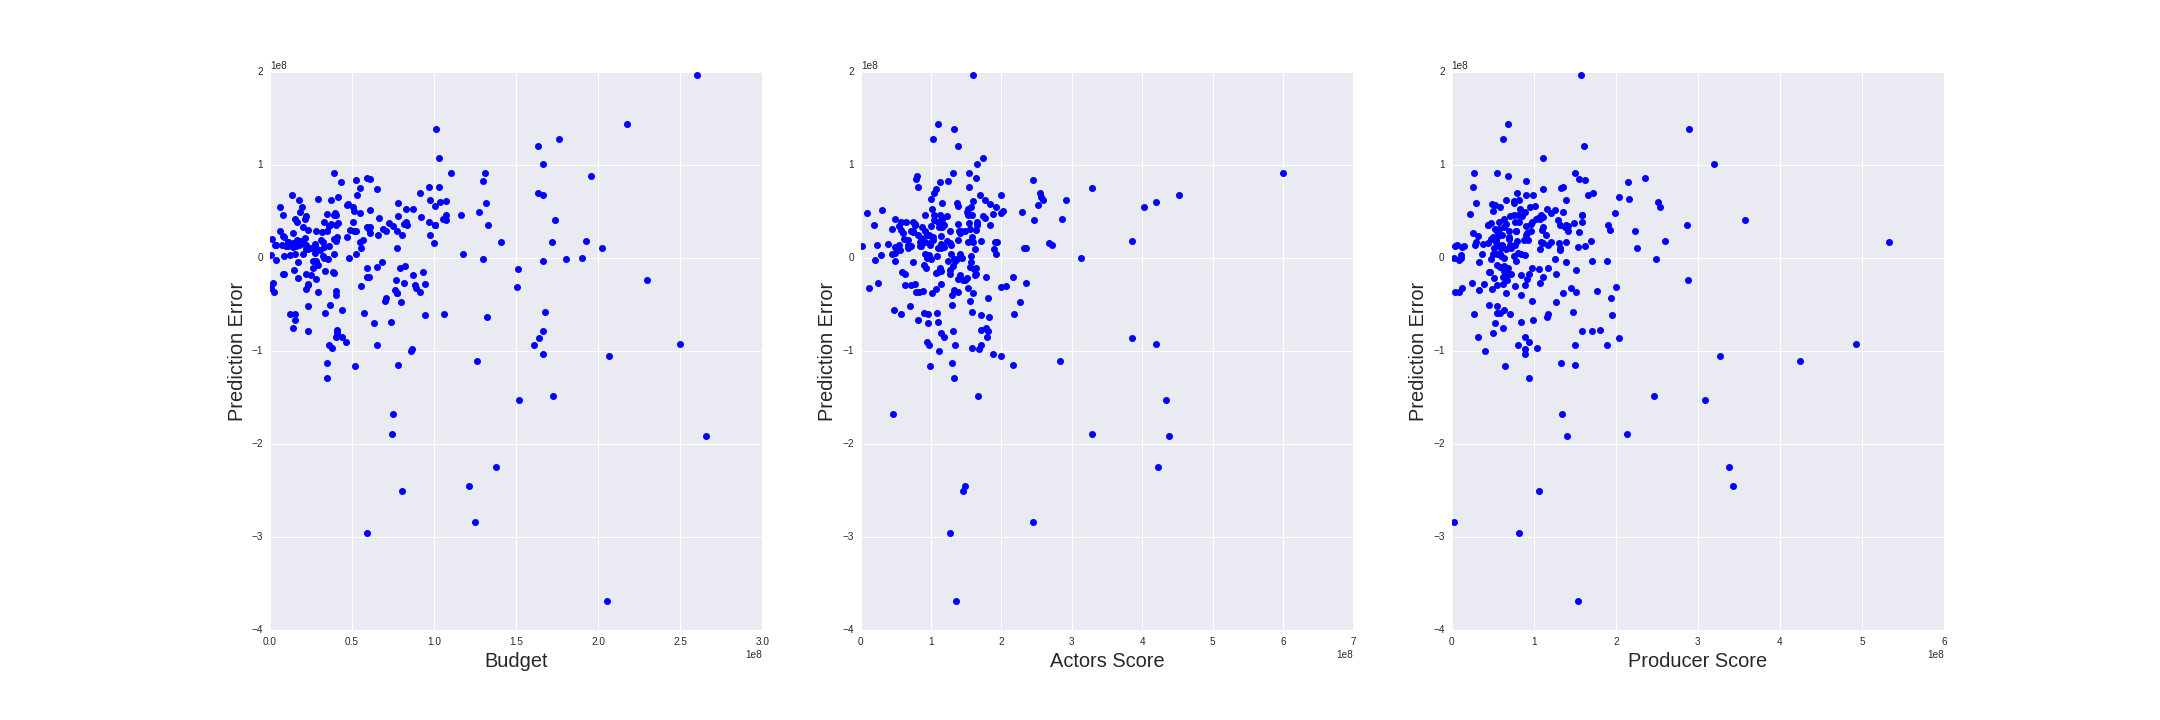 1e8
2
1
0
−1
−2
−3
−4
Prediction Error
0.0 0.5 1.0 1.5 2.0 2.5 3.0
1e8
Budget
1e8
2
1
0
−1
−2
−3
−4
Prediction Error
0 1 2 3 4 5 6 7
1e8
Actors Score
1e8
2
1
0
−1
−2
−3
−4
Prediction Error
0 1 2 3 4 5 6
1e8
Producer Score